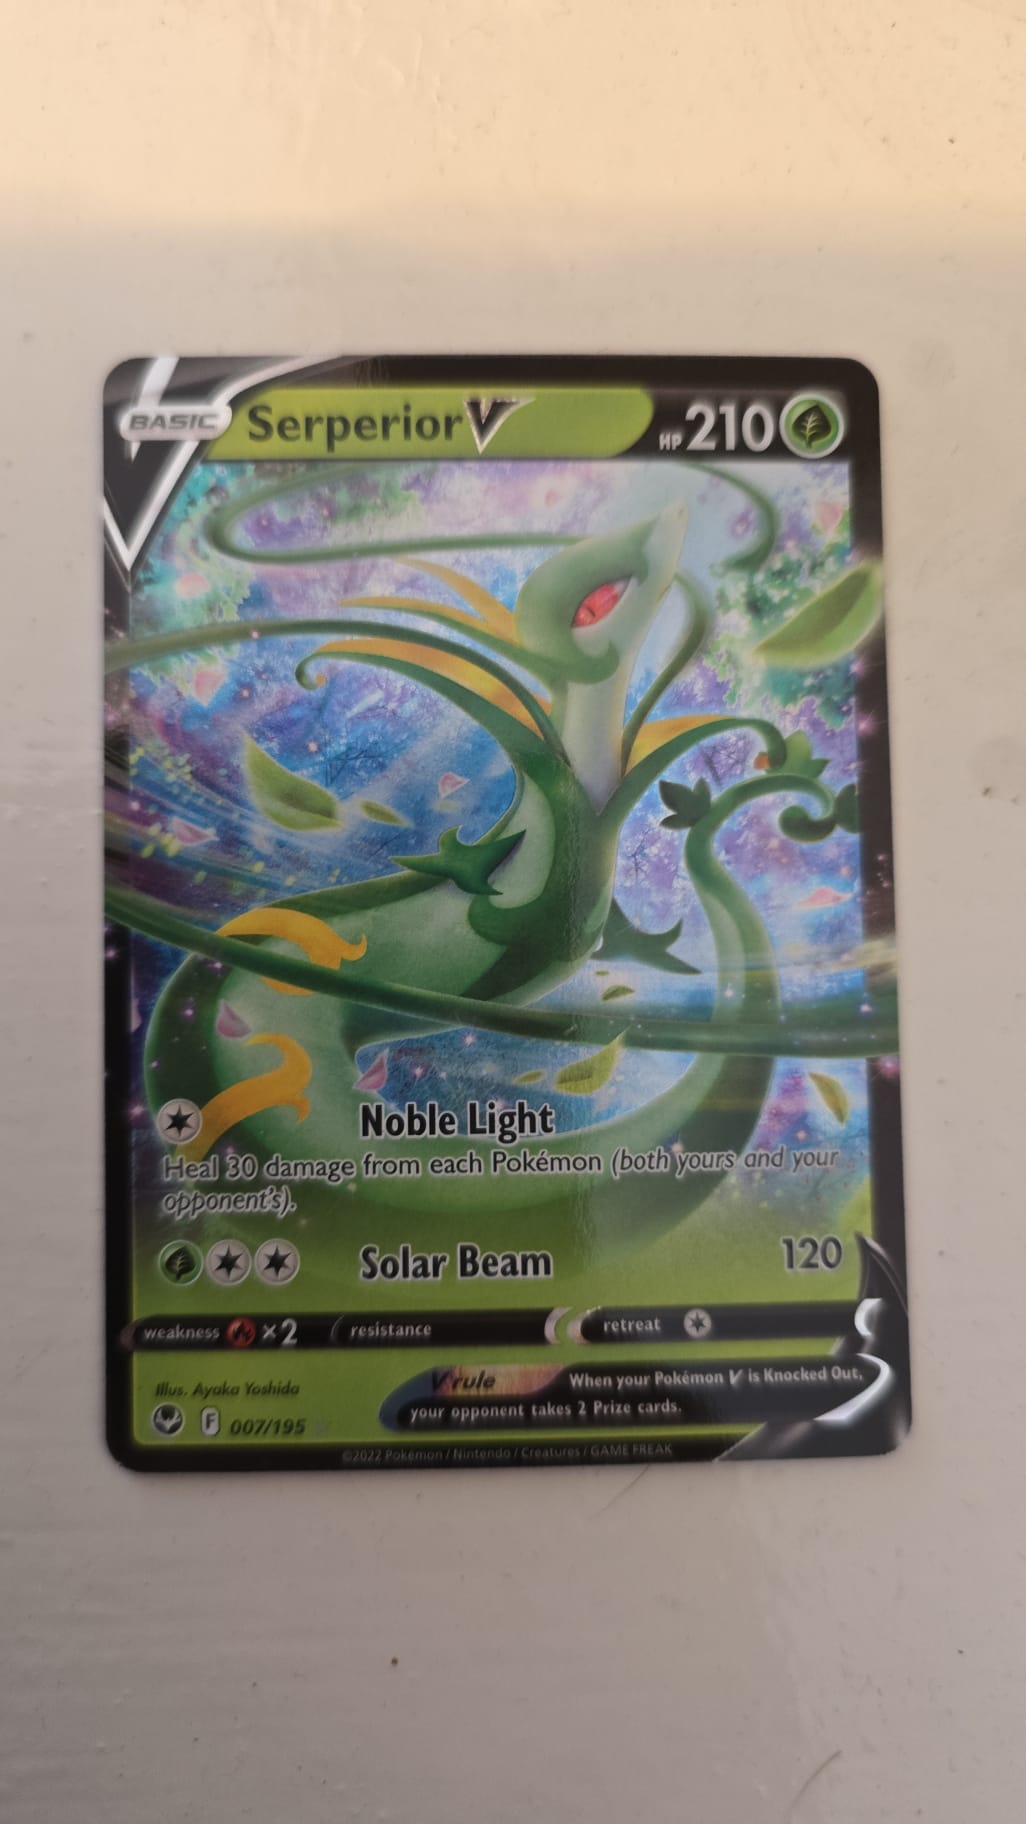 BASIC Serperior V HP 210
Noble Light
Heal 30 damage from each Pokémon (both yours and your
opponent's).
Solar Beam 120
weakness ×2 resistance retreat
Illus. Ayaka Yoshida
V rule When your Pokémon V is Knocked Out,
your opponent takes 2 Prize cards.
F 007/195
©2022 Pokémon / Nintendo / Creatures / GAME FREAK